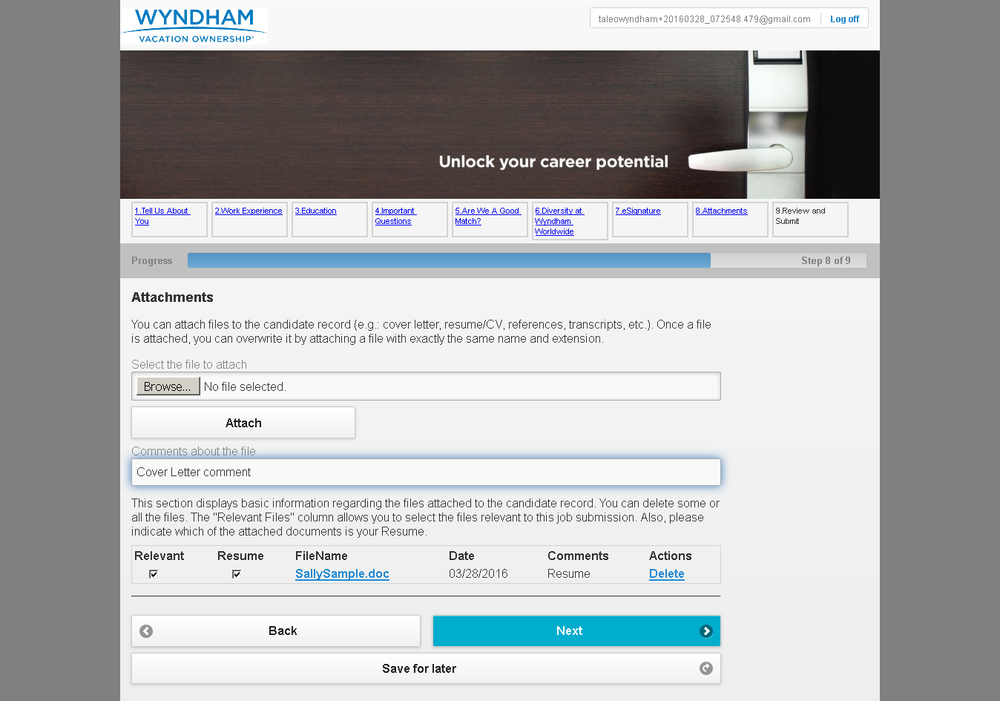 WYNDHAM
VACATION OWNERSHIP
taleowyndham+20160328_072548.479@gmail.com
Log off
Unlock your career potential
1.Tell Us About
You
2.Work Experience
3.Education
4.Important
Questions
5.Are We A Good
Match?
6.Diversity at
Wyndham
Worldwide
7.eSignature
8.Attachments
9.Review and
Submit
Progress
Step 8 of 9
Attachments
You can attach files to the candidate record (e.g.: cover letter, resume/CV, references, transcripts, etc.). Once a file
is attached, you can overwrite it by attaching a file with exactly the same name and extension.
Select the file to attach
Browse... No file selected.
Attach
Comments about the file
Cover Letter comment
This section displays basic information regarding the files attached to the candidate record. You can delete some or
all the files. The "Relevant Files" column allows you to select the files relevant to this job submission. Also, please
indicate which of the attached documents is your Resume.
Relevant Resume FileName Date Comments Actions
SallySample.doc 03/28/2016 Resume Delete
Back
Next
Save for later